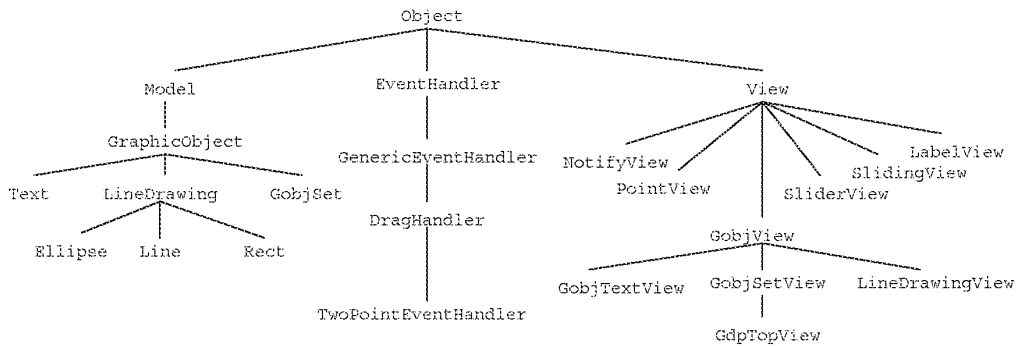 Object
Model EventHandler View
GraphicObject
GenericEventHandler
NotifyView PointView SliderView SlidingView LabelView
Text LineDrawing GobjSet
DragHandler
Ellipse Line Rect
GobjView
GobjTextView GobjSetView LineDrawingView
TwoPointEventHandler
GdpTopView